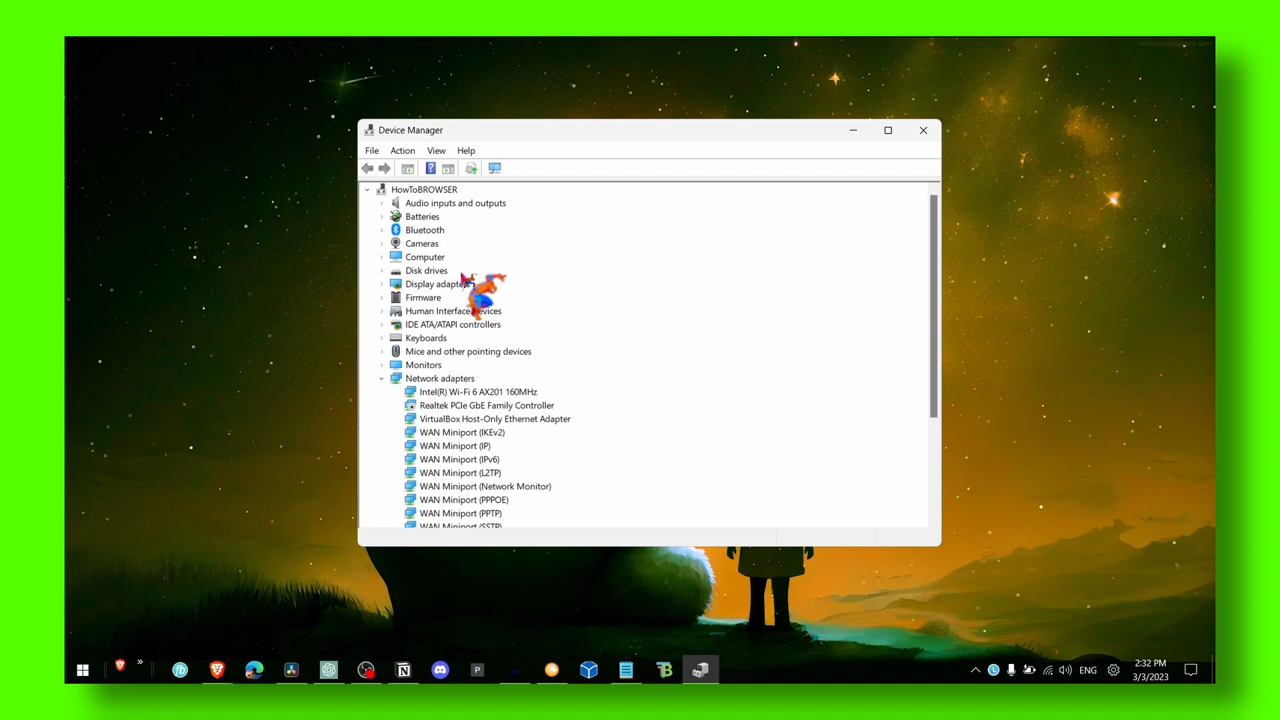 Device Manager
File Action View Help
HowToBROWSER
Audio inputs and outputs
Batteries
Bluetooth
Cameras
Computer
Disk drives
Display adapters
Firmware
Human Interface Devices
IDE ATA/ATAPI controllers
Keyboards
Mice and other pointing devices
Monitors
Network adapters
Intel(R) Wi-Fi 6 AX201 160MHz
Realtek PCIe GbE Family Controller
VirtualBox Host-Only Ethernet Adapter
WAN Miniport (IKEv2)
WAN Miniport (IP)
WAN Miniport (IPv6)
WAN Miniport (L2TP)
WAN Miniport (Network Monitor)
WAN Miniport (PPPOE)
WAN Miniport (PPTP)
WAN Miniport (SSTP)
ENG
2:32 PM
3/3/2023